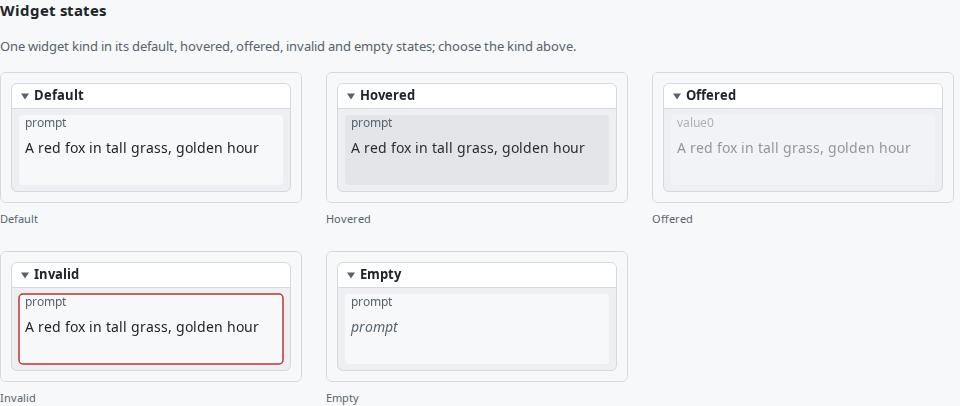 Widget states
One widget kind in its default, hovered, offered, invalid and empty states; choose the kind above.
Default
prompt
A red fox in tall grass, golden hour
Default
Hovered
prompt
A red fox in tall grass, golden hour
Hovered
Offered
value0
A red fox in tall grass, golden hour
Offered
Invalid
prompt
A red fox in tall grass, golden hour
Invalid
Empty
prompt
prompt
Empty